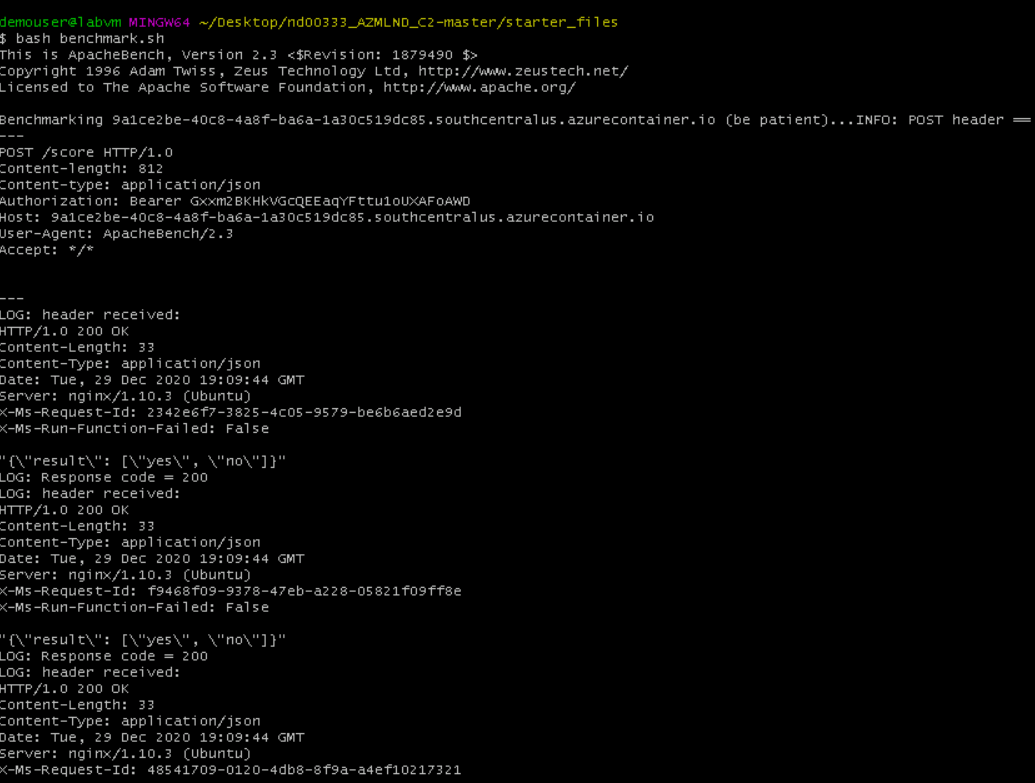 demouser@labvm MINGW64 ~/Desktop/nd00333_AZMLND_C2-master/starter_files
$ bash benchmark.sh
This is ApacheBench, Version 2.3 <$Revision: 1879490 $>
Copyright 1996 Adam Twiss, Zeus Technology Ltd, http://www.zeustech.net/
Licensed to The Apache Software Foundation, http://www.apache.org/
Benchmarking 9a1ce2be-40c8-4a8f-ba6a-1a30c519dc85.southcentralus.azurecontainer.io (be patient)...INFO: POST header ==
---
POST /score HTTP/1.0
Content-length: 812
Content-type: application/json
Authorization: Bearer Gxxm2BKHkVGcQEEaqYFttu1oUXAFoAWD
Host: 9a1ce2be-40c8-4a8f-ba6a-1a30c519dc85.southcentralus.azurecontainer.io
User-Agent: ApacheBench/2.3
Accept: */*
---
LOG: header received:
HTTP/1.0 200 OK
Content-Length: 33
Content-Type: application/json
Date: Tue, 29 Dec 2020 19:09:44 GMT
Server: nginx/1.10.3 (Ubuntu)
X-Ms-Request-Id: 2342e6f7-3825-4c05-9579-be6b6aed2e9d
X-Ms-Run-Function-Failed: False
"{\"result\": [\"yes\", \"no\"]}"
LOG: Response code = 200
LOG: header received:
HTTP/1.0 200 OK
Content-Length: 33
Content-Type: application/json
Date: Tue, 29 Dec 2020 19:09:44 GMT
Server: nginx/1.10.3 (Ubuntu)
X-Ms-Request-Id: f9468f09-9378-47eb-a228-05821f09ff8e
X-Ms-Run-Function-Failed: False
"{\"result\": [\"yes\", \"no\"]}"
LOG: Response code = 200
LOG: header received:
HTTP/1.0 200 OK
Content-Length: 33
Content-Type: application/json
Date: Tue, 29 Dec 2020 19:09:44 GMT
Server: nginx/1.10.3 (Ubuntu)
X-Ms-Request-Id: 48541709-0120-4db8-8f9a-a4ef10217321